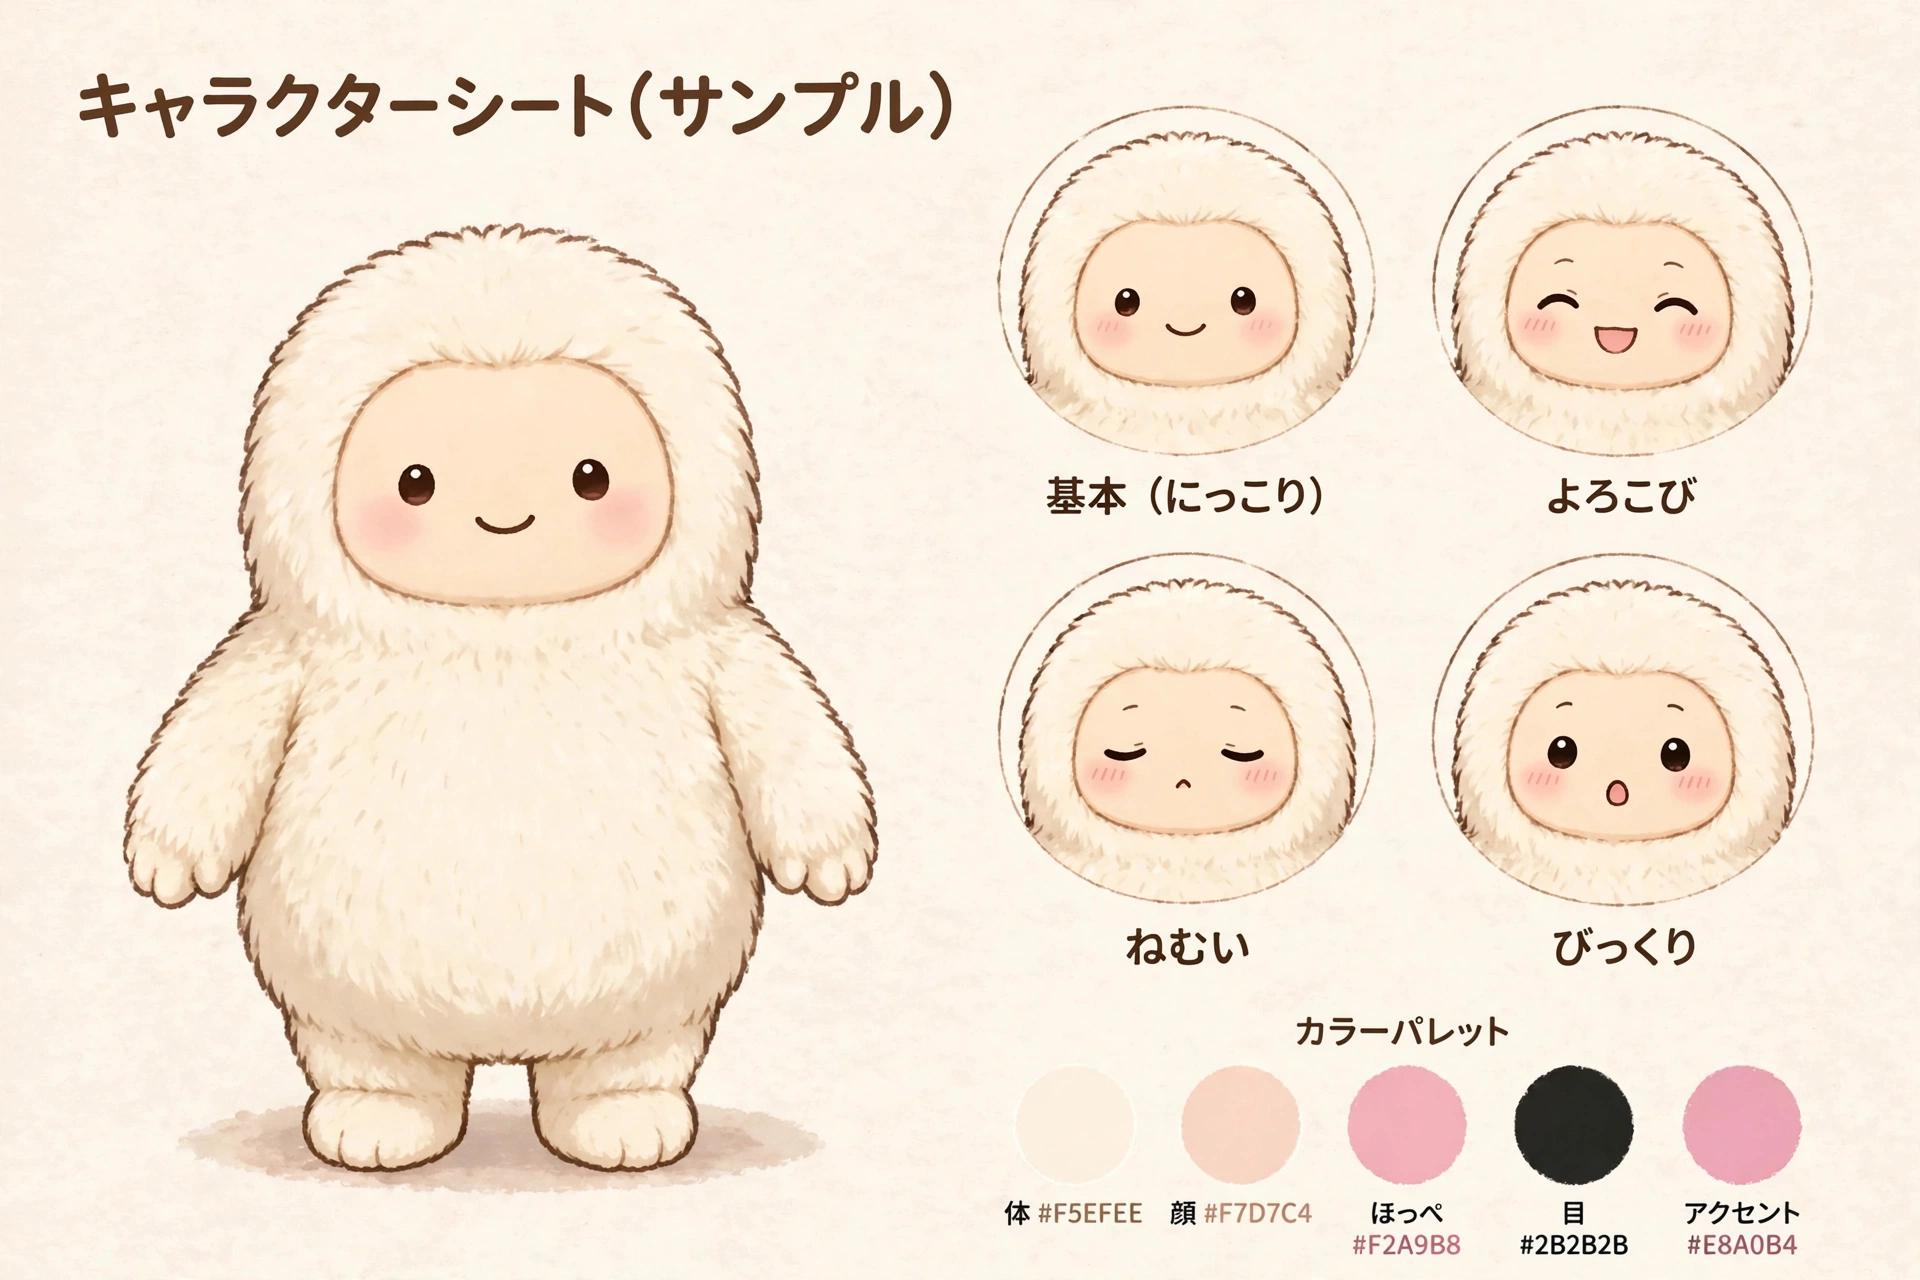 キャラクターシート(サンプル)
基本（にっこり）
よろこび
ねむい
びっくり
カラーパレット
体 #F5EFEE
顔 #F7D7C4
ほっぺ
#F2A9B8
目
#2B2B2B
アクセント
#E8A0B4